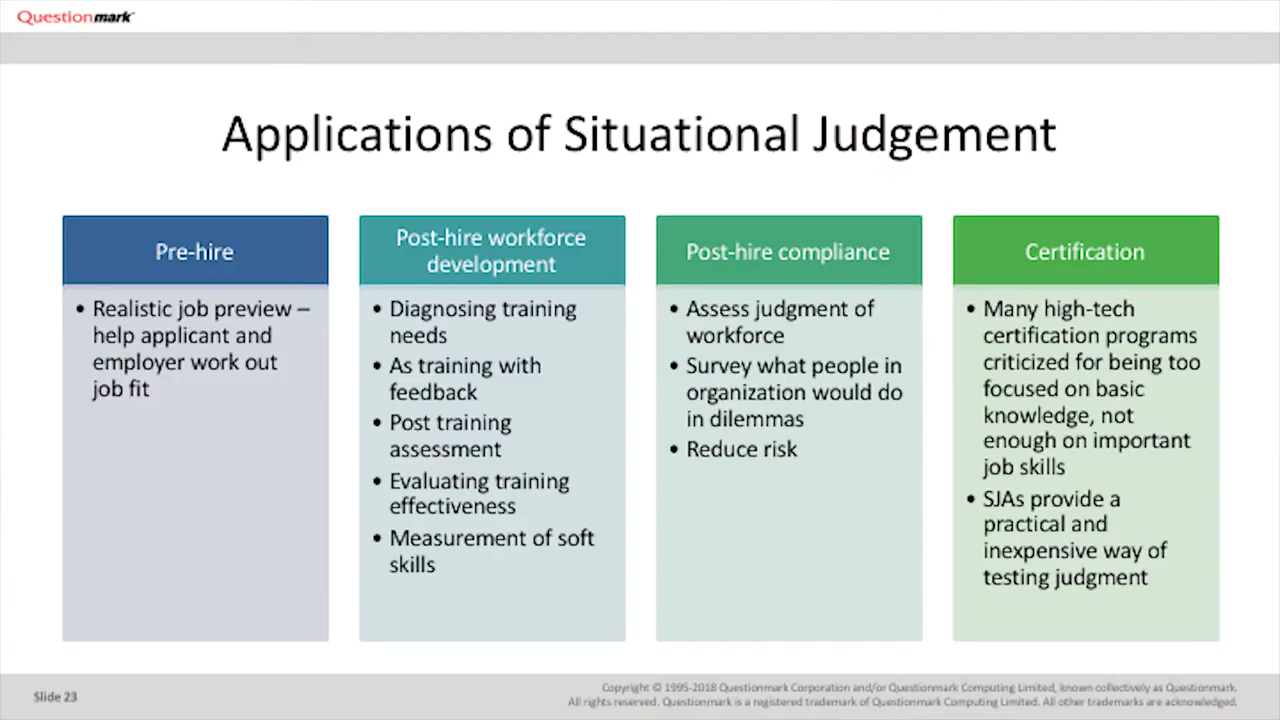 Questionmark
Applications of Situational Judgement
Pre-hire
• Realistic job preview –
help applicant and
employer work out
job fit
Post-hire workforce
development
• Diagnosing training
needs
• As training with
feedback
• Post training
assessment
• Evaluating training
effectiveness
• Measurement of soft
skills
Post-hire compliance
• Assess judgment of
workforce
• Survey what people in
organization would do
in dilemmas
• Reduce risk
Certification
• Many high-tech
certification programs
criticized for being too
focused on basic
knowledge, not
enough on important
job skills
• SJAs provide a
practical and
inexpensive way of
testing judgment
Slide 23
Copyright © 1995-2018 Questionmark Corporation and/or Questionmark Computing Limited, known collectively as Questionmark.
All rights reserved. Questionmark is a registered trademark of Questionmark Computing Limited. All other trademarks are acknowledged.